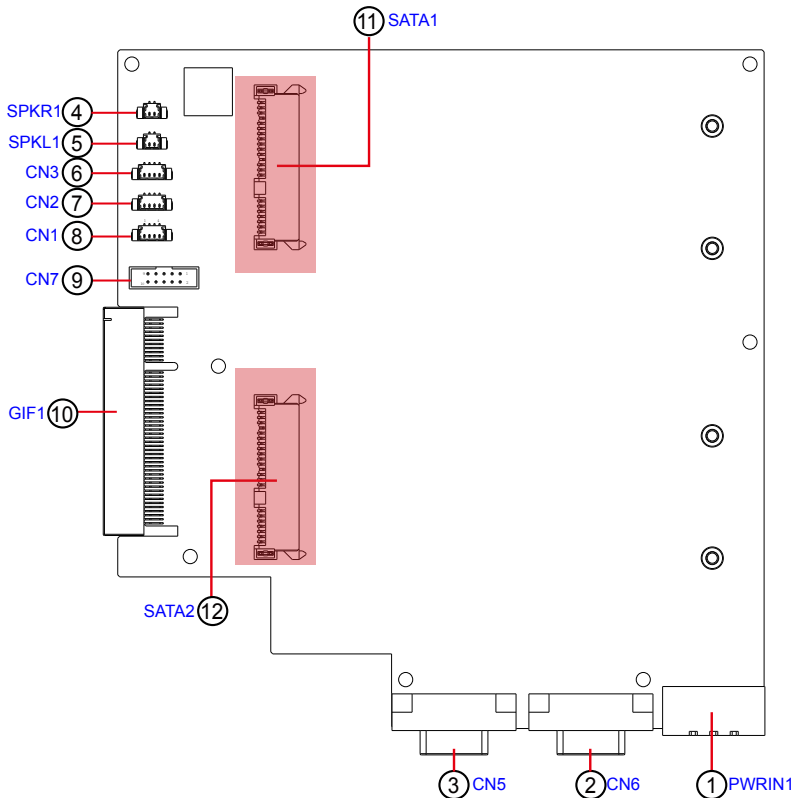 11 SATA1
SPKR1 4
SPKL1 5
CN3 6
CN2 7
CN1 8
CN7 9
GIF1 10
SATA2 12
3 CN5
2 CN6
1 PWRIN1